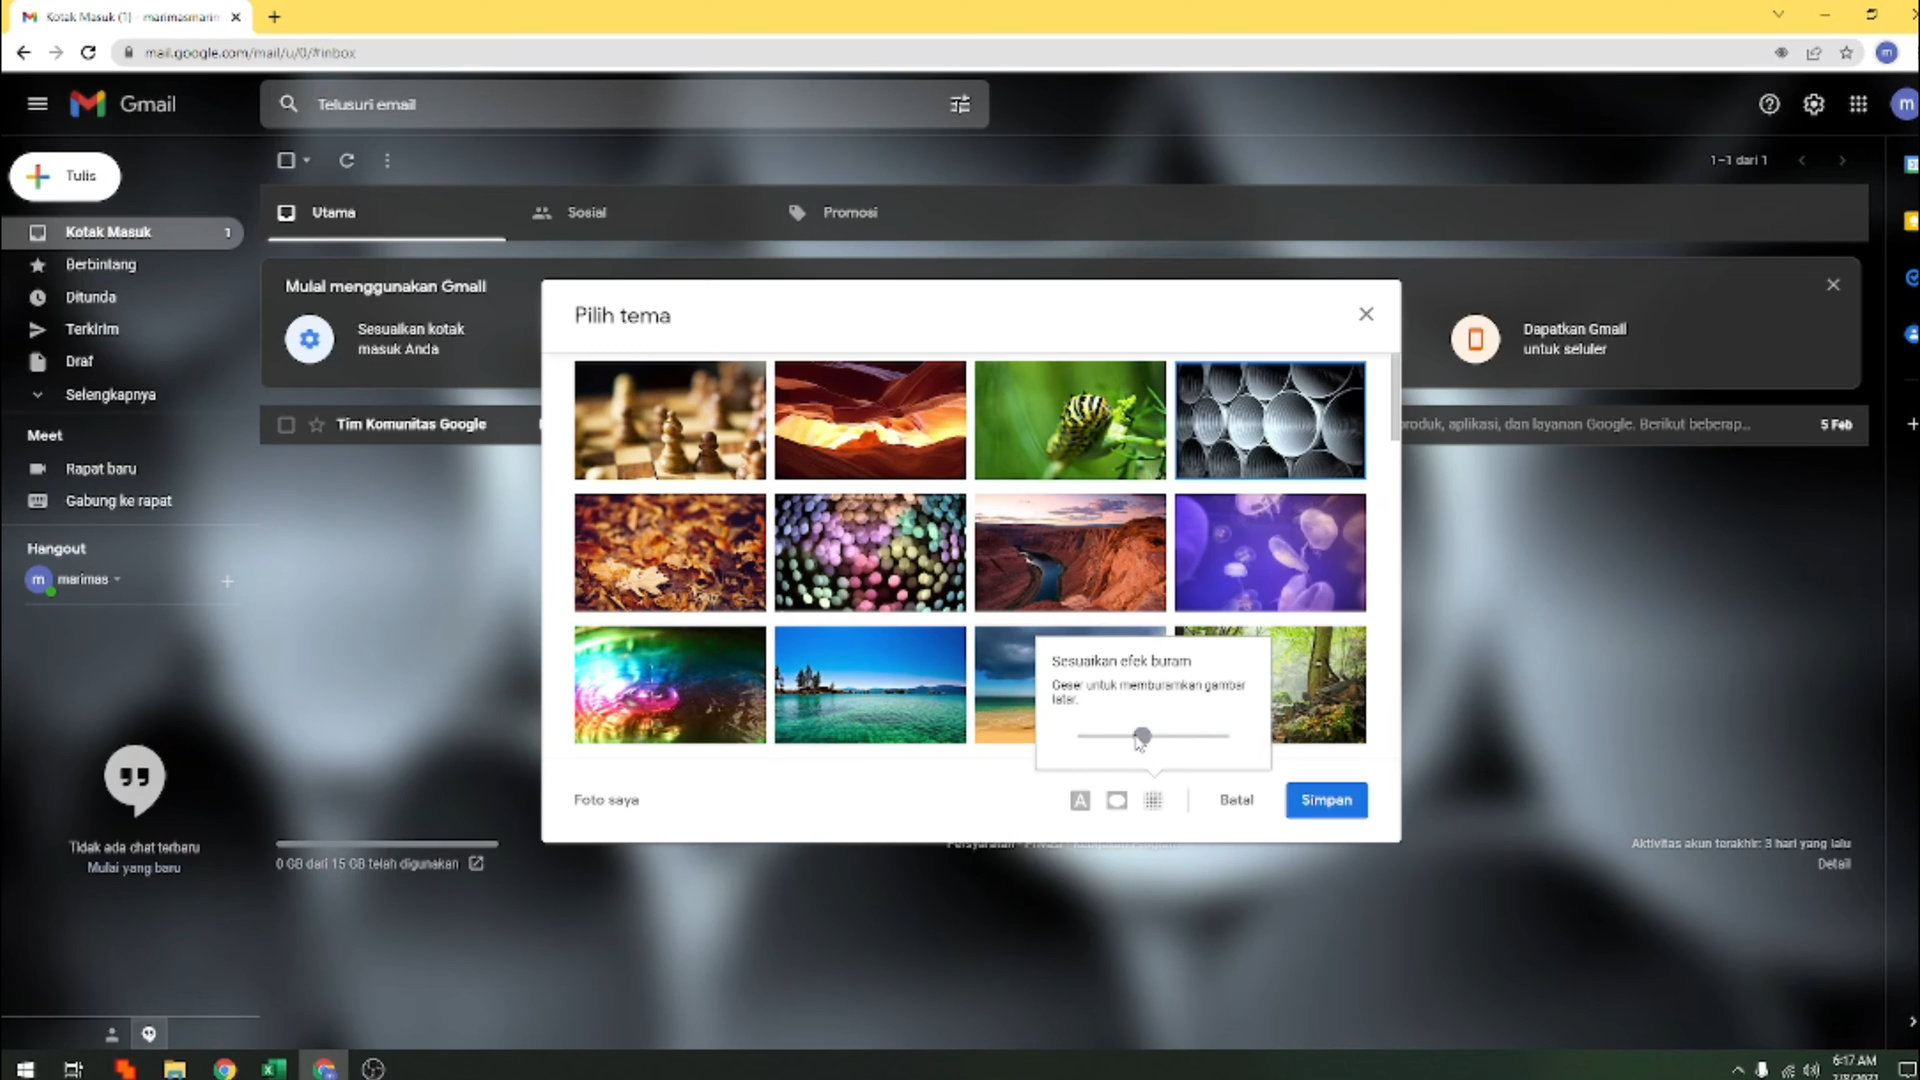 Kotak Masuk (1) - marimasmarim
mail.google.com/mail/u/0/#inbox
m
Gmail
Telusuri email
m
Tulis
1–1 dari 1
Utama
Sosial
Promosi
Kotak Masuk 1
Berbintang
Ditunda
Terkirim
Draf
Selengkapnya
Mulai menggunakan Gmail
Sesuaikan kotak
masuk Anda
Dapatkan Gmail
untuk seluler
Tim Komunitas Google
produk, aplikasi, dan layanan Google. Berikut beberap...
5 Feb
Meet
Rapat baru
Gabung ke rapat
Hangout
m marimas
Tidak ada chat terbaru
Mulai yang baru
Pilih tema
Sesuaikan efek buram
Geser untuk memburamkan gambar
latar.
Foto saya
A
Batal
Simpan
0 GB dari 15 GB telah digunakan
Aktivitas akun terakhir: 3 hari yang lalu
Detail
6:17 AM